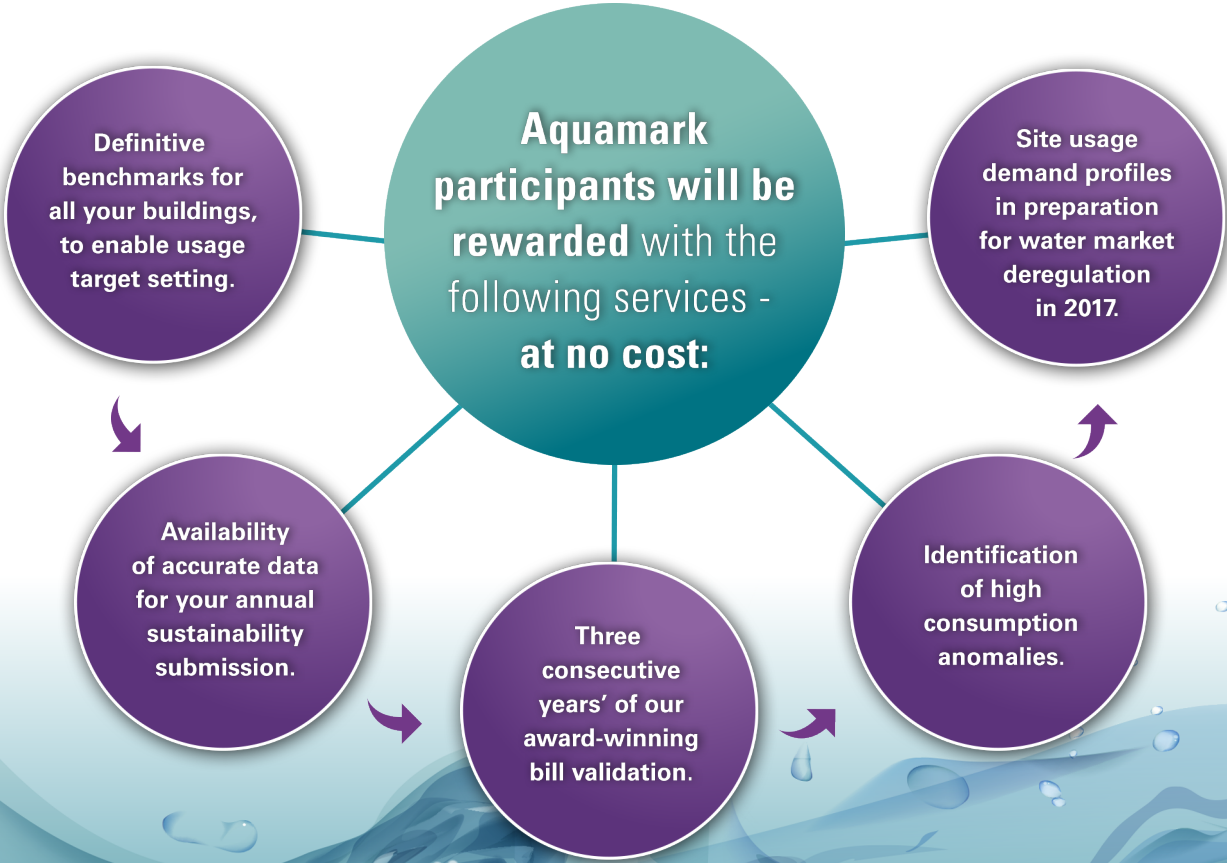 Aquamark
participants will be
rewarded with the
following services -
at no cost:
Definitive
benchmarks for
all your buildings,
to enable usage
target setting.
Availability
of accurate data
for your annual
sustainability
submission.
Three
consecutive
years’ of our
award-winning
bill validation.
Identification
of high
consumption
anomalies.
Site usage
demand profiles
in preparation
for water market
deregulation
in 2017.